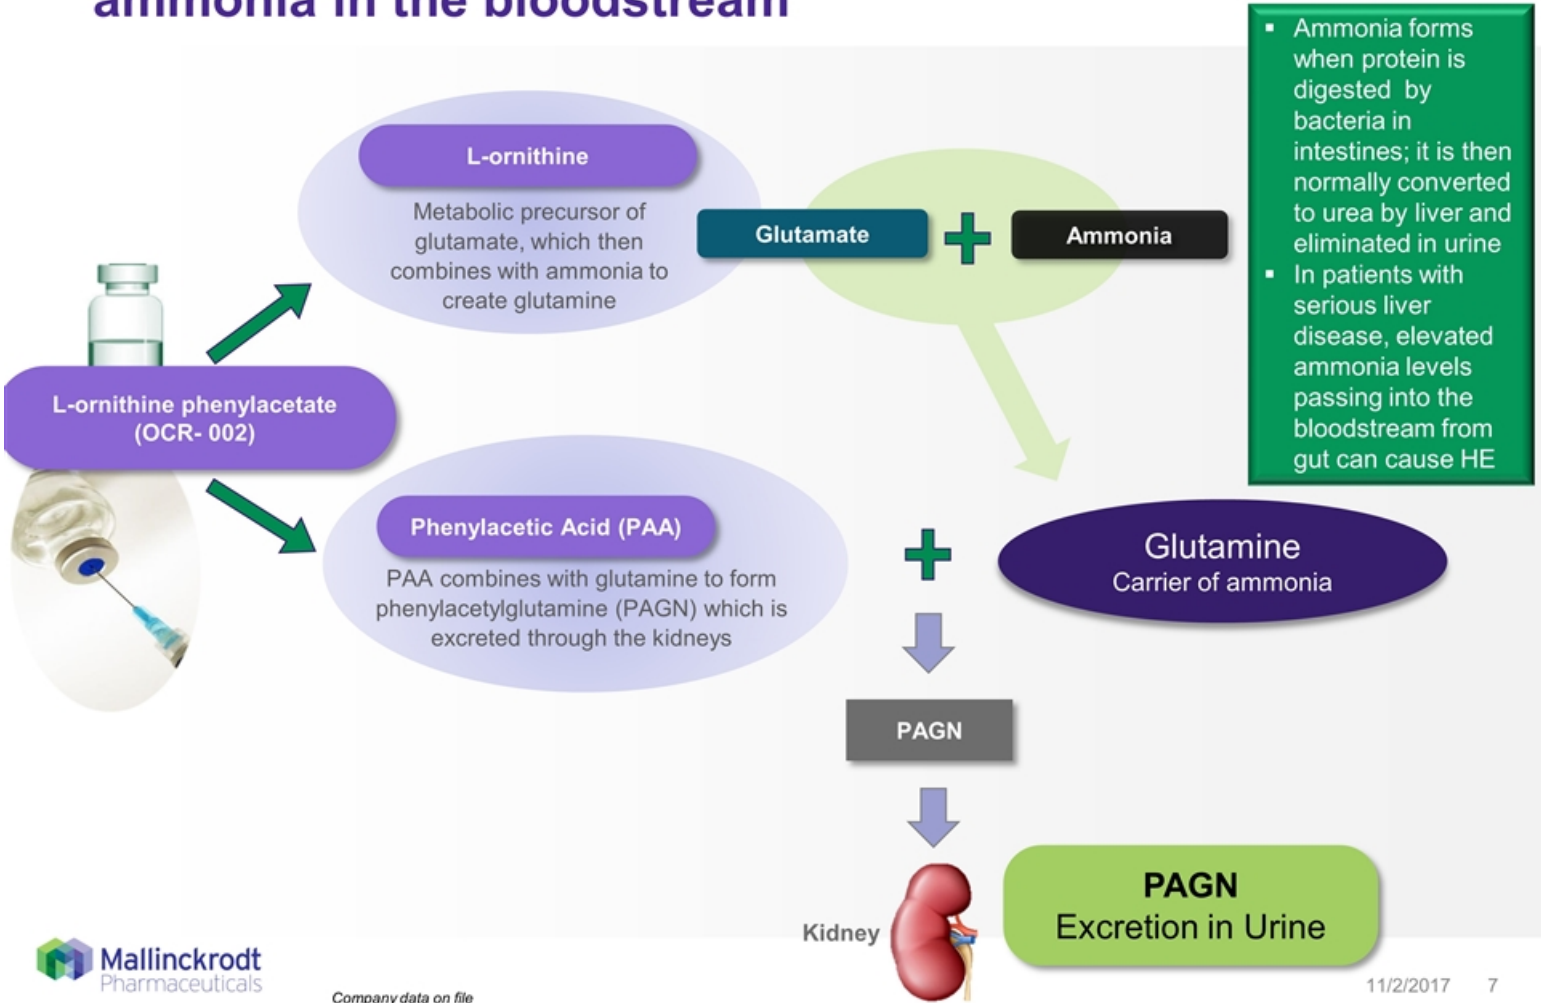 ammonia in the bloodstream
▪ Ammonia forms
when protein is
digested by
bacteria in
intestines; it is then
normally converted
to urea by liver and
eliminated in urine
▪ In patients with
serious liver
disease, elevated
ammonia levels
passing into the
bloodstream from
gut can cause HE
L-ornithine
Metabolic precursor of
glutamate, which then
combines with ammonia to
create glutamine
Glutamate
Ammonia
L-ornithine phenylacetate
(OCR- 002)
Phenylacetic Acid (PAA)
PAA combines with glutamine to form
phenylacetylglutamine (PAGN) which is
excreted through the kidneys
Glutamine
Carrier of ammonia
PAGN
Kidney
PAGN
Excretion in Urine
Mallinckrodt
Pharmaceuticals
Company data on file
11/2/2017 7